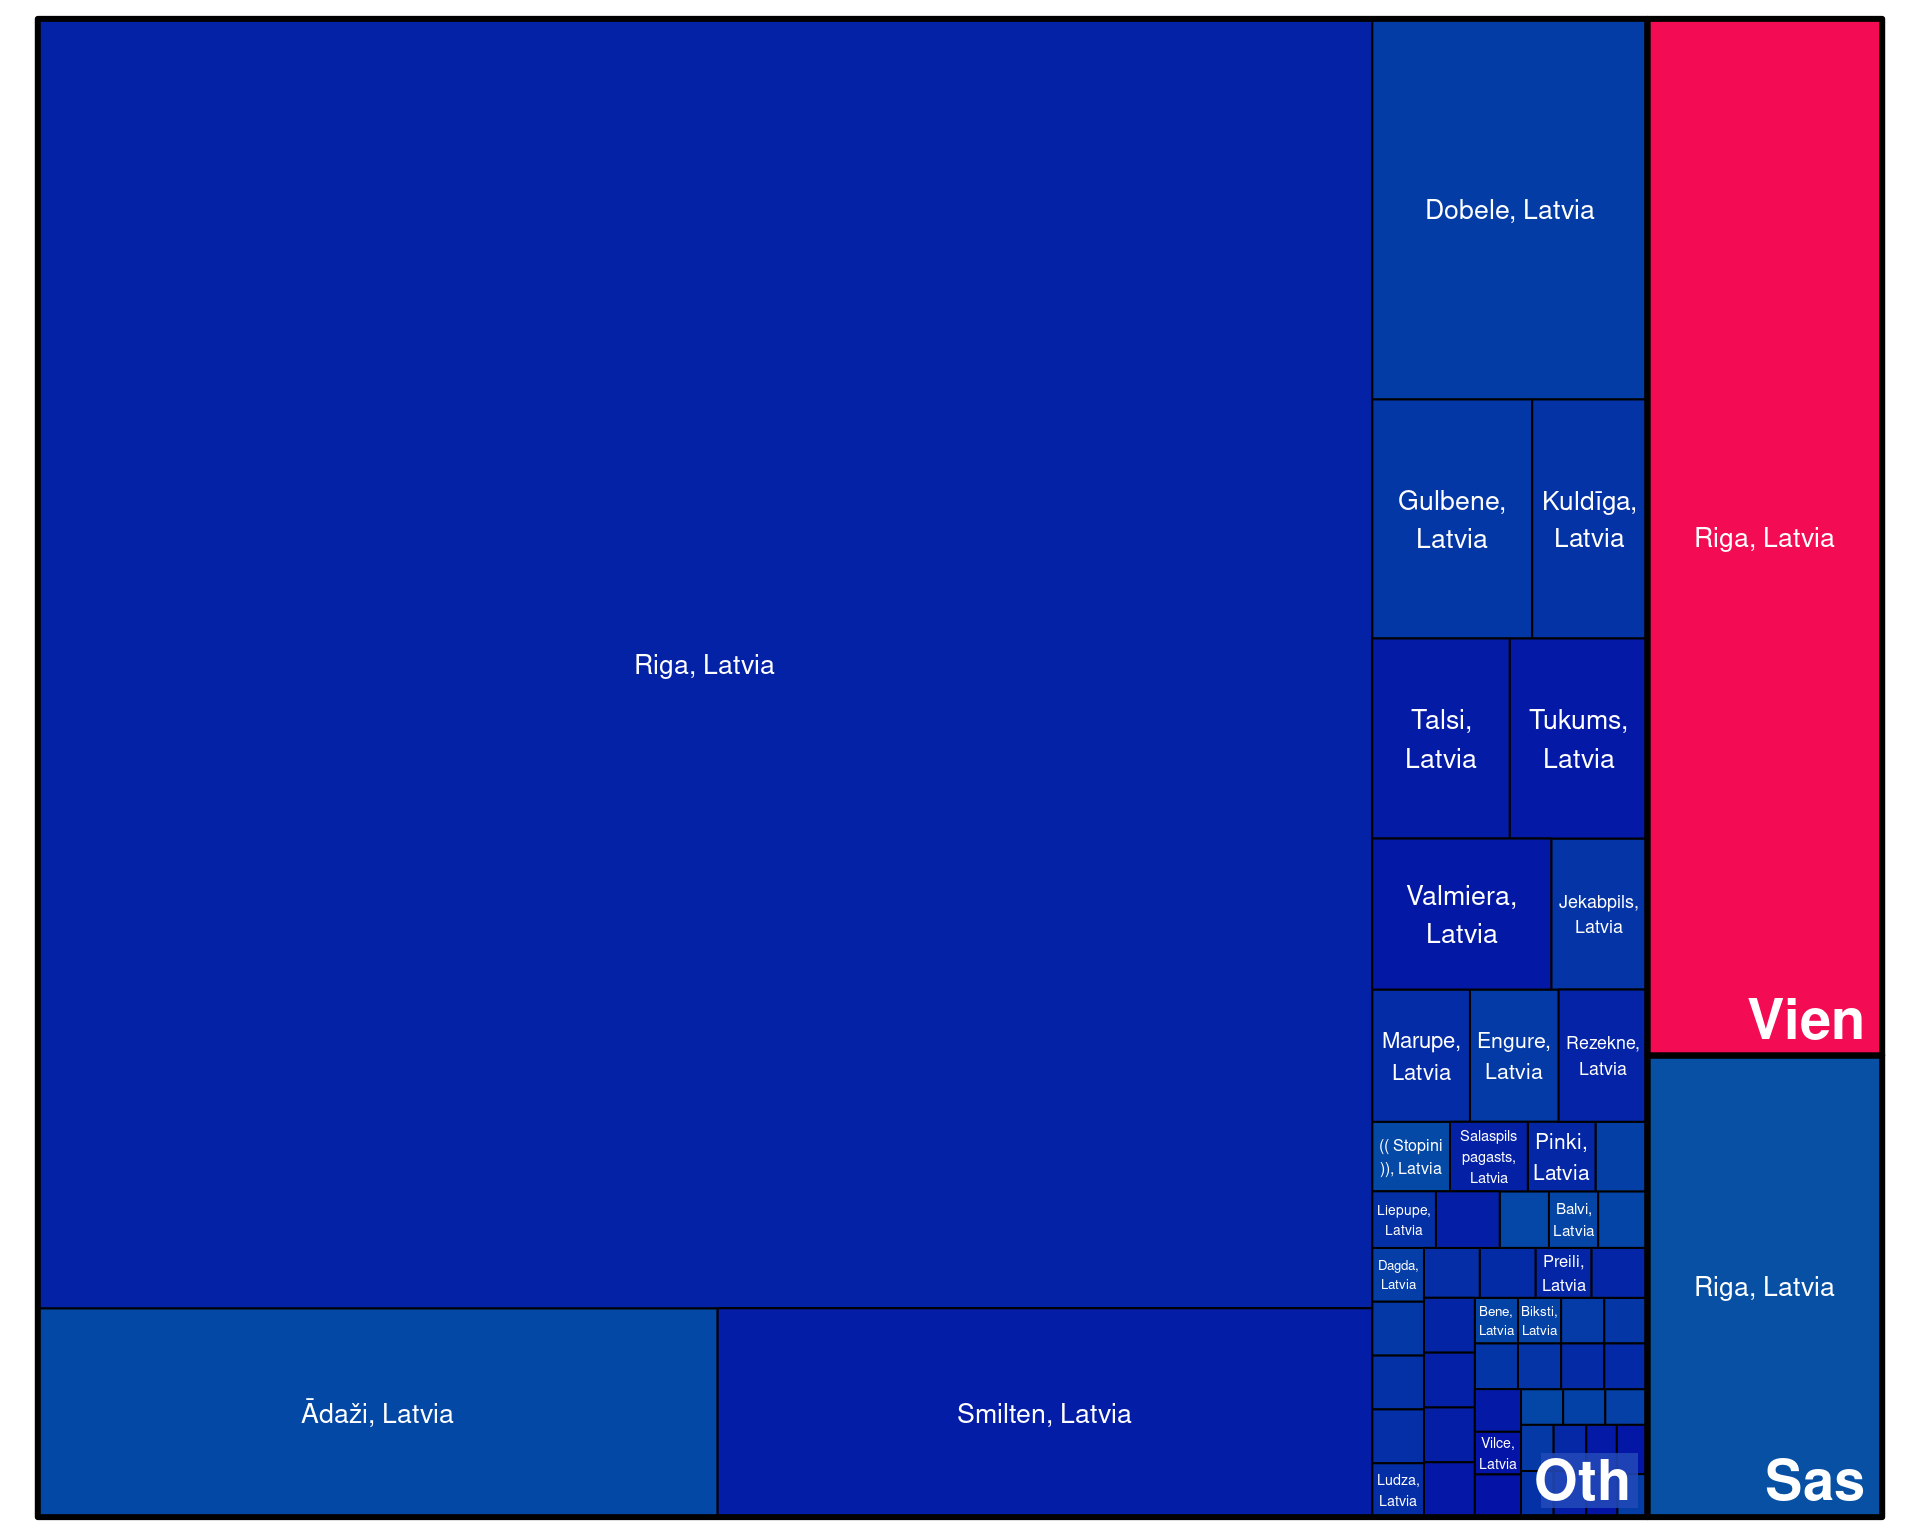 Riga, Latvia
Ādaži, Latvia
Smilten, Latvia
Dobele, Latvia
Gulbene,
Latvia
Kuldīga,
Latvia
Talsi,
Latvia
Tukums,
Latvia
Valmiera,
Latvia
Jekabpils,
Latvia
Marupe,
Latvia
Engure,
Latvia
Rezekne,
Latvia
(( Stopini
)), Latvia
Salaspils
pagasts,
Latvia
Pinki,
Latvia
Liepupe,
Latvia
Balvi,
Latvia
Dagda,
Latvia
Preili,
Latvia
Bene,
Latvia
Biksti,
Latvia
Vilce,
Latvia
Ludza,
Latvia
Oth
Riga, Latvia
Vien
Riga, Latvia
Sas